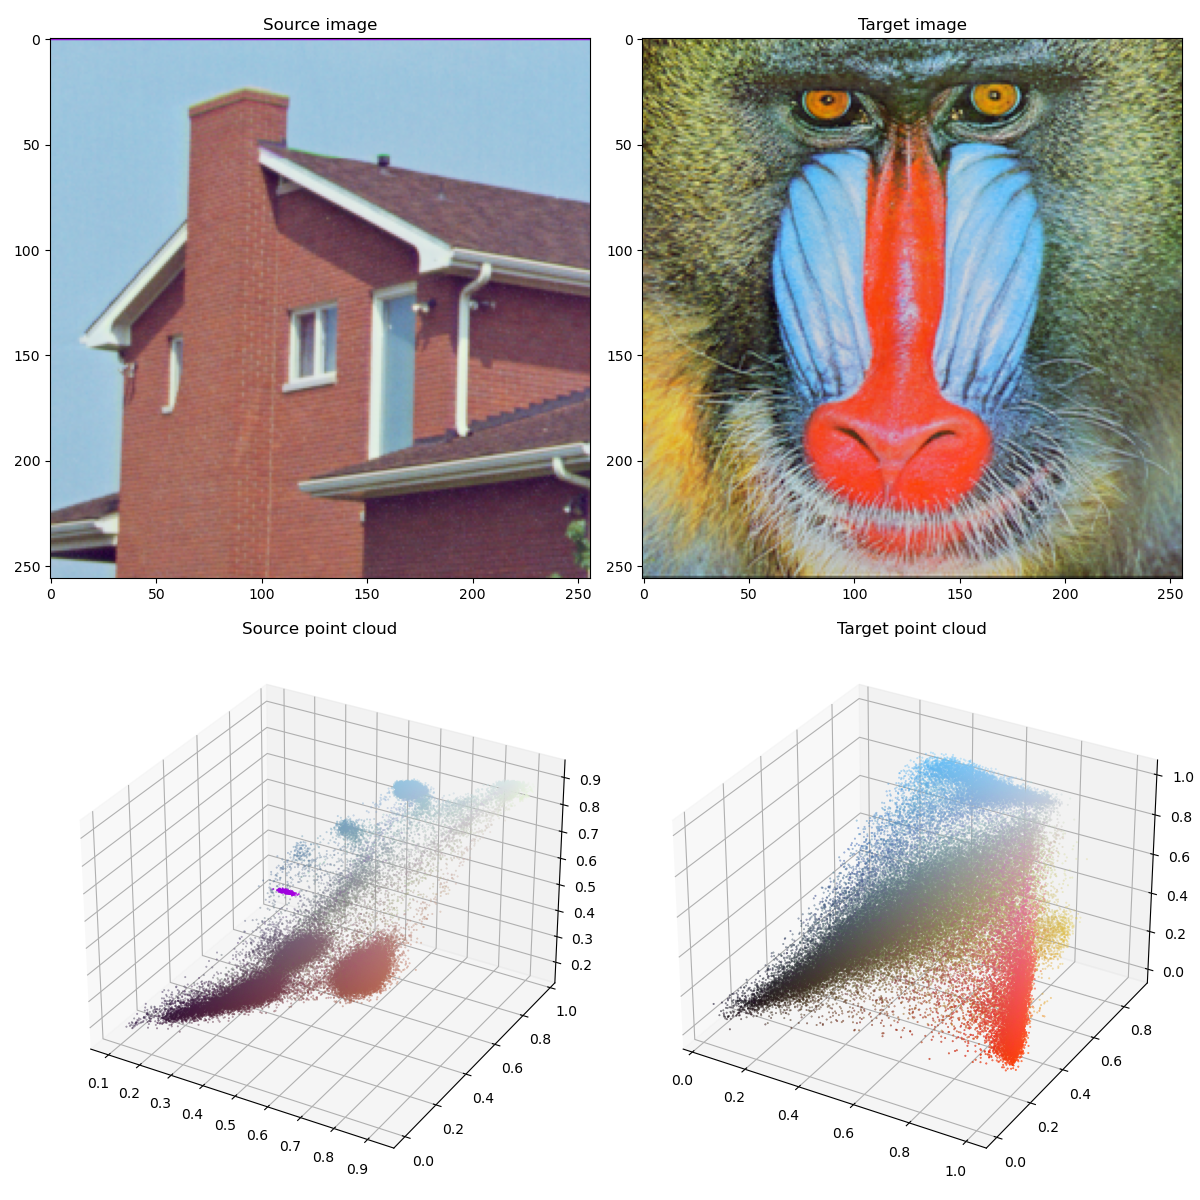 Source image
Target image
0
50
100
150
200
250
0 50 100 150 200 250
0
50
100
150
200
250
0 50 100 150 200 250
Source point cloud
Target point cloud
0.1 0.2 0.3 0.4 0.5 0.6 0.7 0.8 0.9
0.0 0.2 0.4 0.6 0.8 1.0
0.2 0.3 0.4 0.5 0.6 0.7 0.8 0.9
0.0 0.2 0.4 0.6 0.8 1.0
0.0 0.2 0.4 0.6 0.8
0.0 0.2 0.4 0.6 0.8 1.0